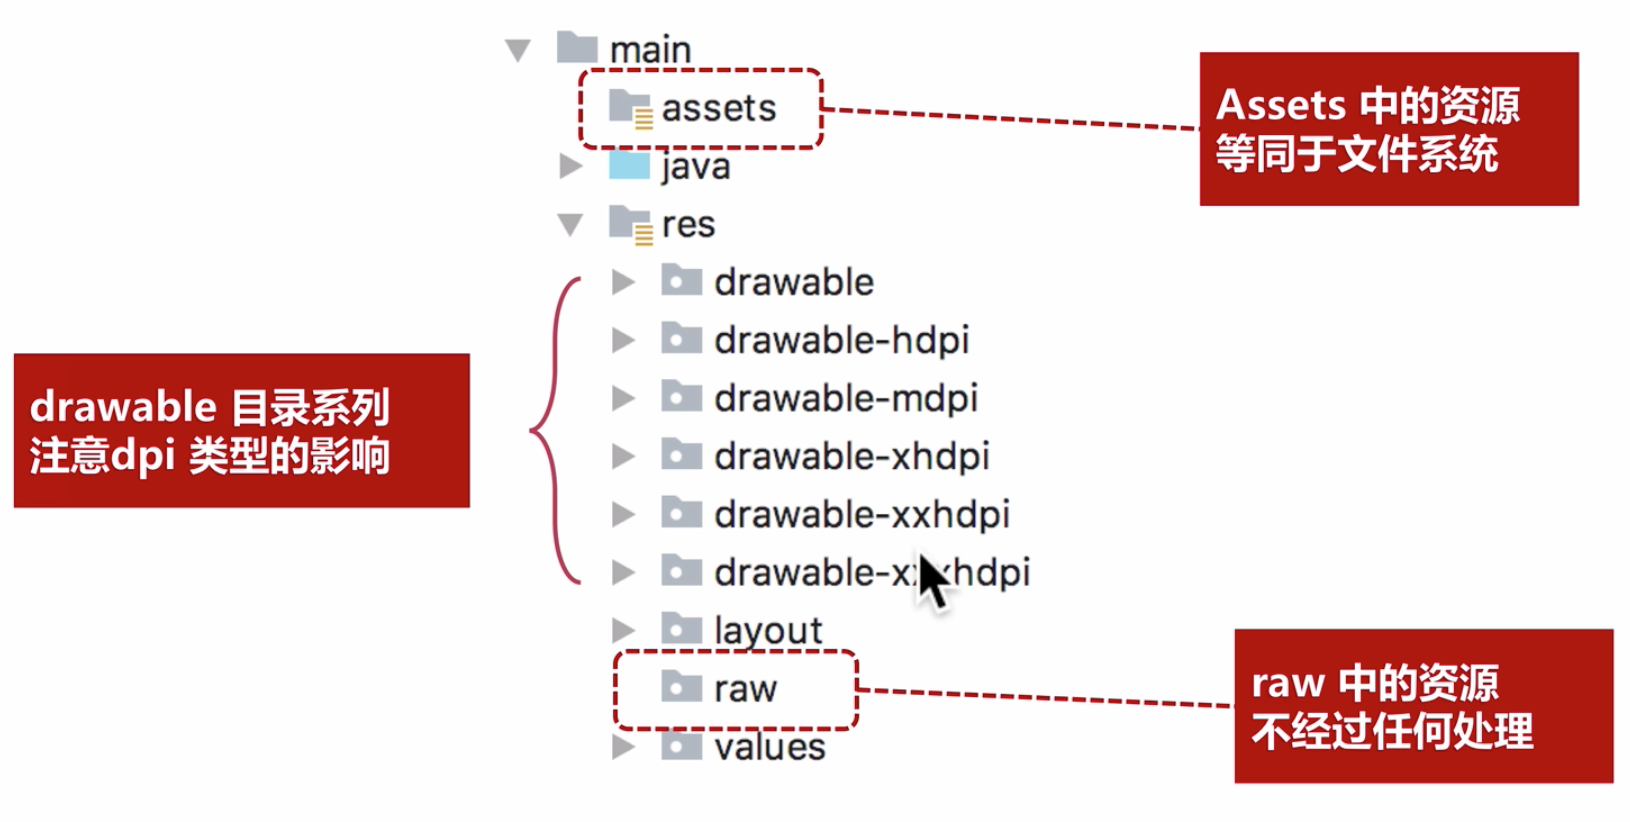 main
assets
Assets 中的资源
等同于文件系统
java
res
drawable
drawable-hdpi
drawable 目录系列
注意dpi 类型的影响
drawable-mdpi
drawable-xhdpi
drawable-xxhdpi
drawable-xxxhdpi
layout
raw
raw 中的资源
不经过任何处理
values